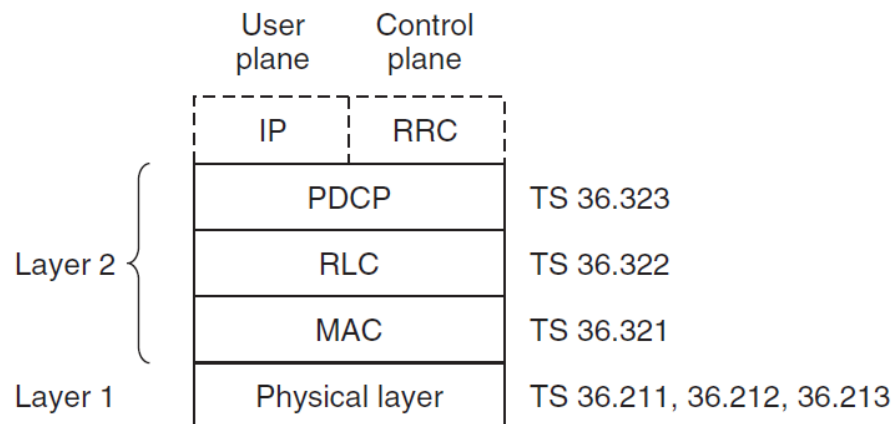 User Control
plane plane
IP RRC
PDCP TS 36.323
Layer 2 RLC TS 36.322
MAC TS 36.321
Layer 1 Physical layer TS 36.211, 36.212, 36.213